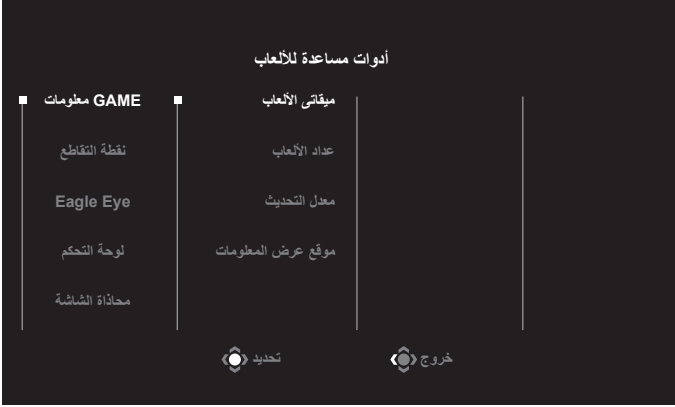 أدوات مساعدة للألعاب
معلومات GAME
نقطة التقاطع
Eagle Eye
لوحة التحكم
محاذاة الشاشة
ميقاتى الألعاب
عداد الألعاب
معدل التحديث
موقع عرض المعلومات
تحديد
خروج